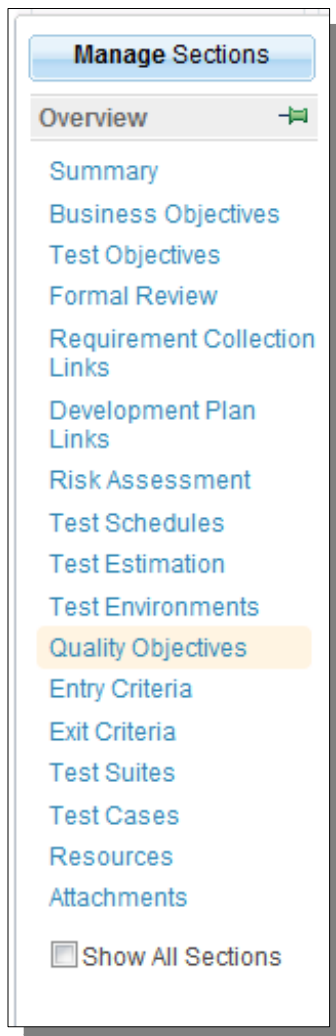 Manage Sections
Overview
Summary
Business Objectives
Test Objectives
Formal Review
Requirement Collection
Links
Development Plan
Links
Risk Assessment
Test Schedules
Test Estimation
Test Environments
Quality Objectives
Entry Criteria
Exit Criteria
Test Suites
Test Cases
Resources
Attachments
Show All Sections